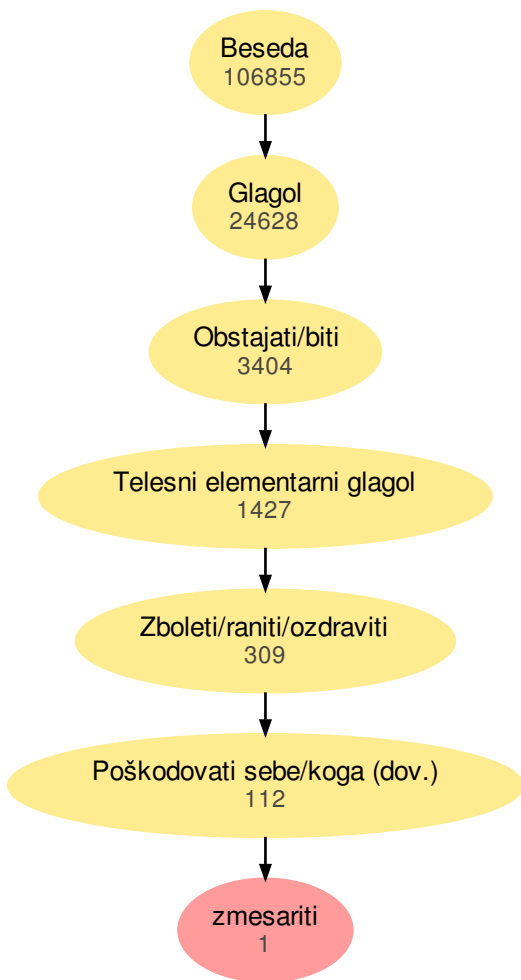 Beseda
106855
Glagol
24628
Obstajati/biti
3404
Telesni elementarni glagol
1427
Zboleti/raniti/ozdraviti
309
Poškodovati sebe/koga (dov.)
112
zmesariti
1